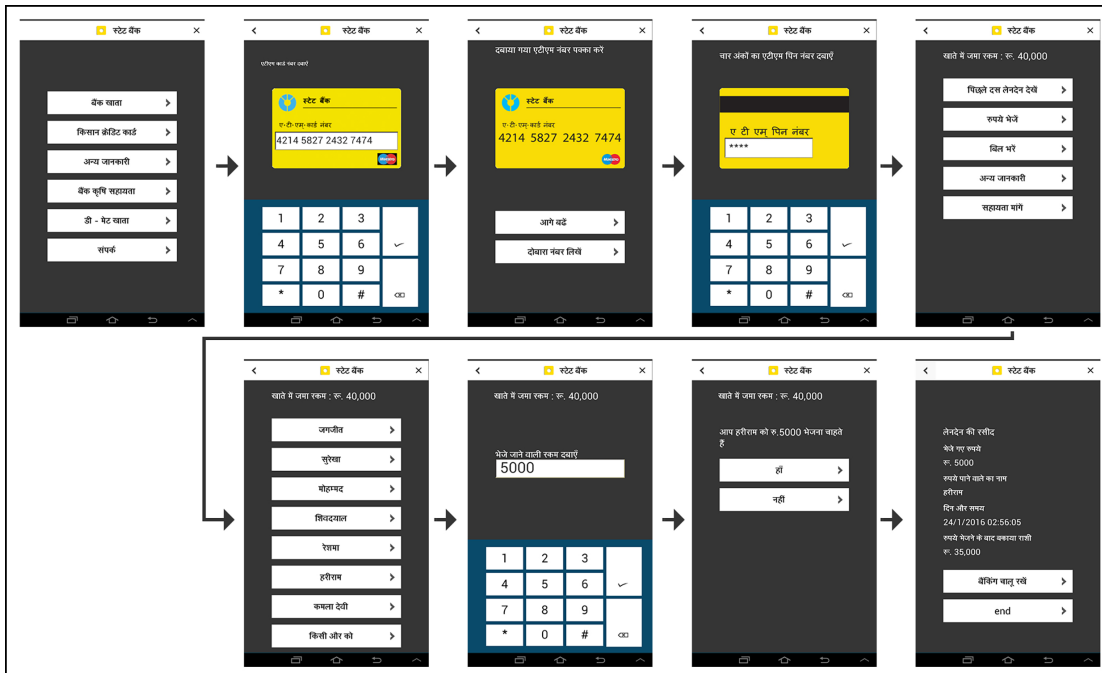 स्टेट बैंक
बैंक खाता
किसान क्रेडिट कार्ड
अन्य जानकारी
बैंक कृषि सहायता
डी - मेट खाता
संपर्क
स्टेट बैंक
एटीएम कार्ड नंबर दबाएँ
स्टेट बैंक
ए-टी-एम्-कार्ड नंबर
4214 5827 2432 7474
1 2 3
4 5 6
7 8 9
* 0 #
स्टेट बैंक
दबाया गया एटीएम नंबर पक्का करें
स्टेट बैंक
ए-टी-एम्-कार्ड नंबर
4214 5827 2432 7474
आगे बढें
दोबारा नंबर लिखें
स्टेट बैंक
चार अंकों का एटीएम पिन नंबर दबाएँ
ए टी एम् पिन नंबर
****
1 2 3
4 5 6
7 8 9
* 0 #
स्टेट बैंक
खाते में जमा रकम : रू. 40,000
पिछले दस लेनदेन देखें
रुपये भेजें
बिल भरें
अन्य जानकारी
सहायता मांगे
स्टेट बैंक
खाते में जमा रकम : रू. 40,000
जगजीत
सुरेखा
मोहम्मद
शिवदयाल
रेशमा
हरीराम
कमला देवी
किसी और को
स्टेट बैंक
खाते में जमा रकम : रू. 40,000
भेजे जाने वाली रकम दबाएँ
5000
1 2 3
4 5 6
7 8 9
* 0 #
स्टेट बैंक
खाते में जमा रकम : रू. 40,000
आप हरीराम को रु.5000 भेजना चाहते
हैं
हाँ
नहीं
स्टेट बैंक
लेनदेन की रसीद
भेजे गए रुपये
रू. 5000
रुपये पाने वाले का नाम
हरीराम
दिन और समय
24/1/2016 02:56:05
रुपये भेजने के बाद बकाया राशी
रू. 35,000
बैंकिंग चालू रखें
end